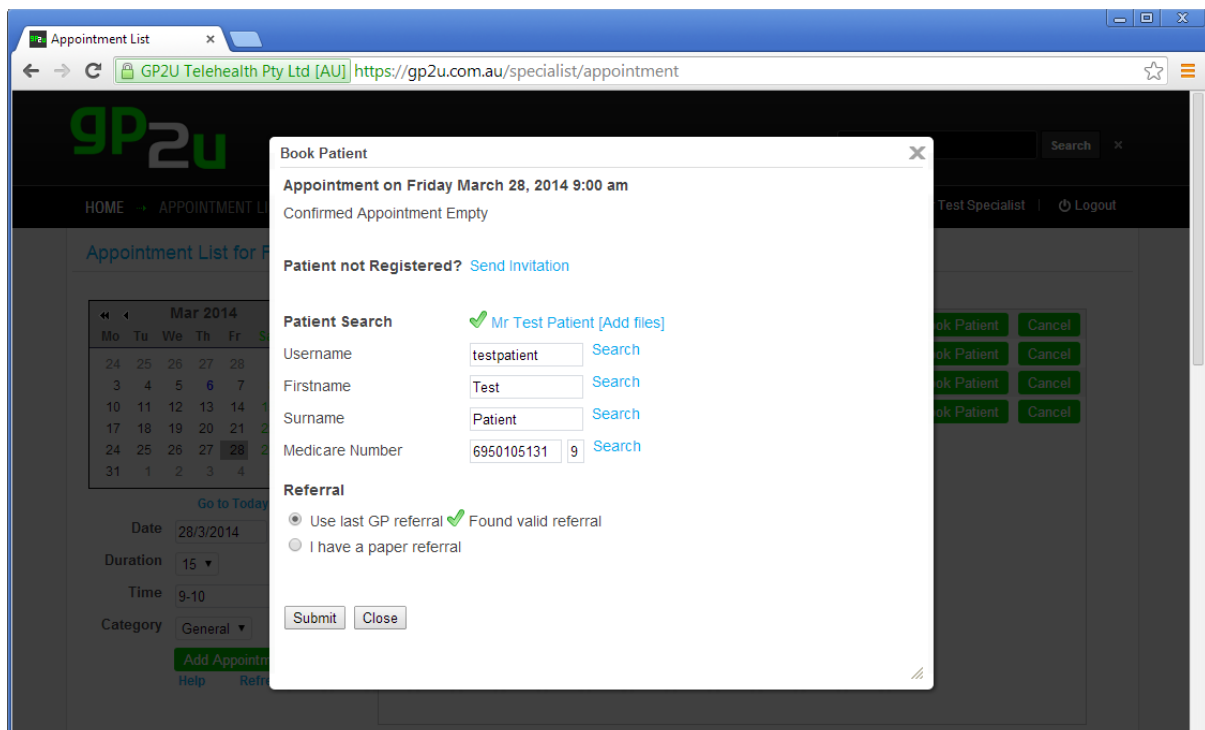 Appointment List
GP2U Telehealth Pty Ltd [AU] https://gp2u.com.au/specialist/appointment
gp2u
Search
HOME APPOINTMENT
Test Specialist Logout
Appointment List for
Book Patient
Appointment on Friday March 28, 2014 9:00 am
Confirmed Appointment Empty
Patient not Registered? Send Invitation
Patient Search Mr Test Patient [Add files]
Username testpatient Search
Firstname Test Search
Surname Patient Search
Medicare Number 6950105131 9 Search
Referral
Use last GP referral Found valid referral
I have a paper referral
Submit Close
Mar 2014
Mo Tu We Th Fr
24 25 26 27 28
3 4 5 6 7
10 11 12 13 14
17 18 19 20 21
24 25 26 27 28
31 1 2 3 4
Go to Today
Date 28/3/2014
Duration 15
Time 9-10
Category General
Add
Help
Patient Cancel
Patient Cancel
Patient Cancel
Patient Cancel